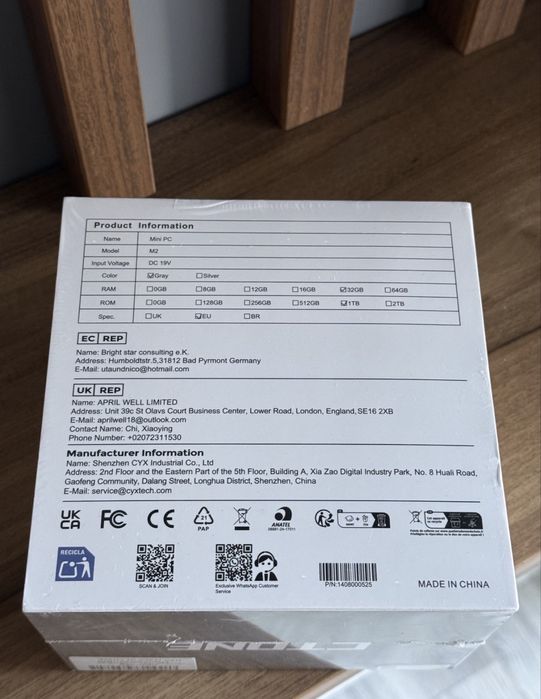 Product Information
Name Mini PC
Model M2
Input Voltage DC 19V
Color ☑Gray ☐Silver
RAM ☐0GB ☐8GB ☐12GB ☐16GB ☑32GB ☐64GB
ROM ☐0GB ☐128GB ☐256GB ☐512GB ☑1TB ☐2TB
Spec. ☐UK ☑EU ☐BR
EC REP
Name: Bright star consulting e.K.
Address: Humboldtstr.5,31812 Bad Pyrmont Germany
E-Mail: utaundnico@hotmail.com
UK REP
Name: APRIL WELL LIMITED
Address: Unit 39c St Olavs Court Business Center, Lower Road, London, England,SE16 2XB
E-Mail: aprilwell18@outlook.com
Contact Name: Chi, Xiaoying
Phone Number: +02072311530
Manufacturer Information
Name: Shenzhen CYX Industrial Co., Ltd
Address: 2nd Floor and the Eastern Part of the 5th Floor, Building A, Xia Zao Digital Industry Park, No. 8 Huali Road,
Gaofeng Community, Dalang Street, Longhua District, Shenzhen, China
E-Mail: service@cyxtech.com
UK
CA
FC
CE
21
PAP
ANATEL
RECICLA
SCAN & JOIN
Exclusive WhatsApp Customer
Service
P/N:1408000525
MADE IN CHINA
CTONE